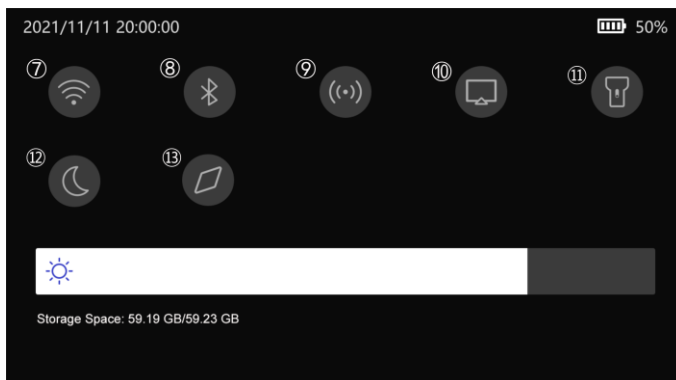 2021/11/11 20:00:00 50%
⑦ ⑧ ⑨ ⑩ ⑪
⑫ ⑬
Storage Space: 59.19 GB/59.23 GB